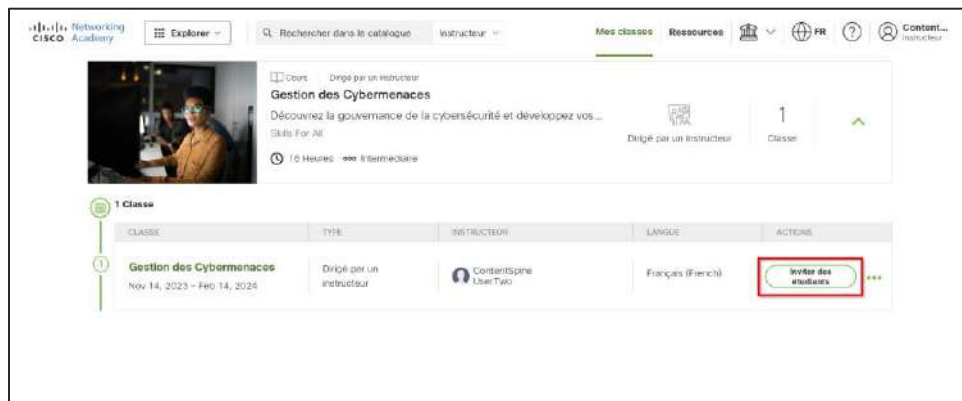 Networking
CISCO Academy
Explorer
Rechercher dans le catalogue
Instructeur
Mes classes
Ressources
FR
?
Content...
Instructeur
Cours
Dirigé par un instructeur
Gestion des Cybermenaces
Découvrez la gouvernance de la cybersécurité et développez vos...
Skills For All
16 Heures
Intermédiaire
Dirigé par un instructeur
1
Classe
1 Classe
CLASSE
TYPE
INSTRUCTEUR
LANGUE
ACTIONS
1
Gestion des Cybermenaces
Nov 14, 2023 - Feb 14, 2024
Dirigé par un
instructeur
ContentSpine
UserTwo
Français (French)
Inviter des
étudiants